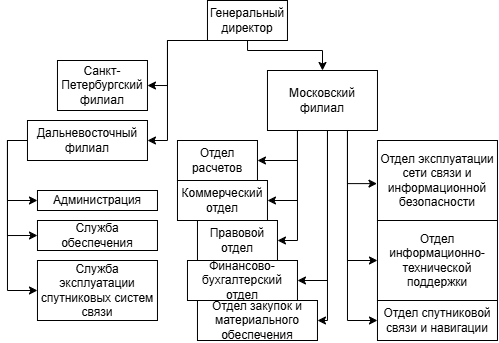 Генеральный
директор
Санкт-
Петербургский
филиал
Московский
филиал
Дальневосточный
филиал
Администрация
Служба
обеспечения
Служба
эксплуатации
спутниковых систем
связи
Отдел
расчетов
Коммерческий
отдел
Правовой
отдел
Финансово-
бухгалтерский
отдел
Отдел закупок и
материального
обеспечения
Отдел эксплуатации
сети связи и
информационной
безопасности
Отдел
информационно-
технической
поддержки
Отдел спутниковой
связи и навигации